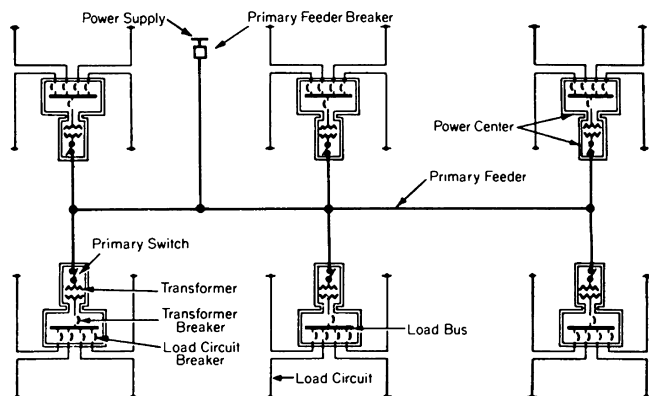 Power Supply
Primary Feeder Breaker
Power Center
Primary Feeder
Primary Switch
Transformer
Transformer
Breaker
Load Circuit
Breaker
Load Bus
Load Circuit